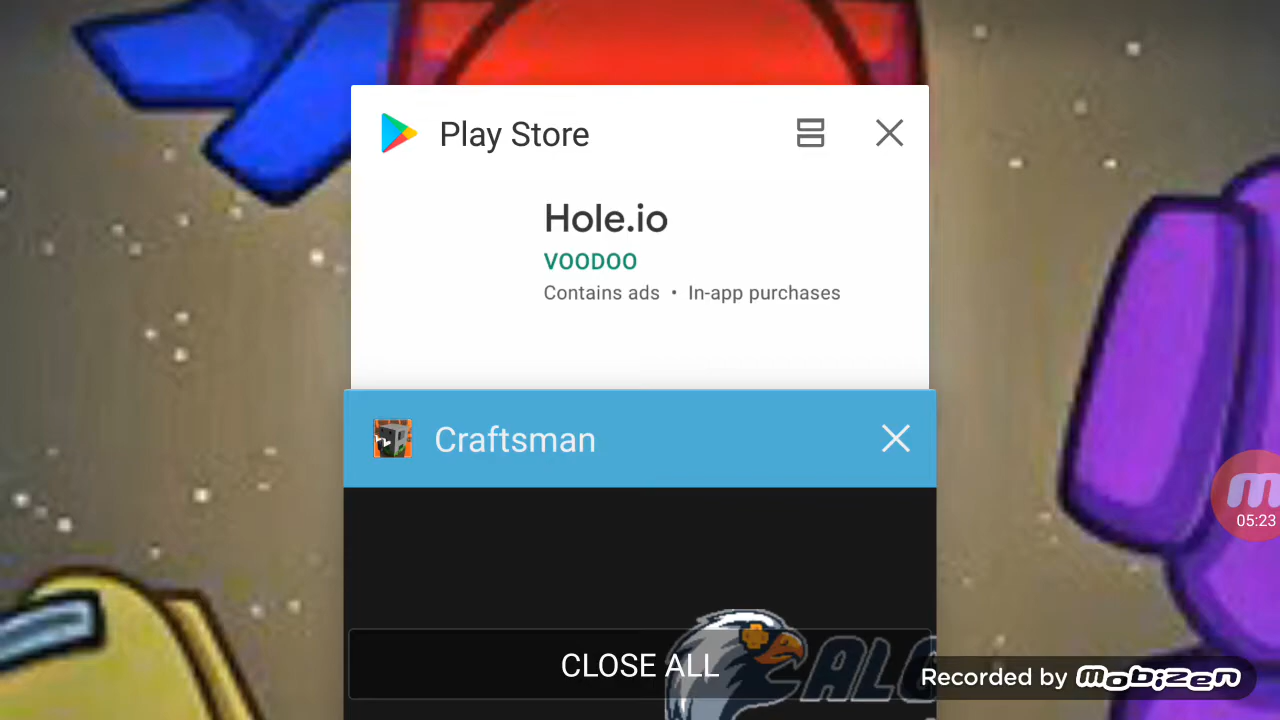 Play Store
Hole.io
VOODOO
Contains ads • In-app purchases
Craftsman
05:23
CLOSE ALL
Recorded by mobizen